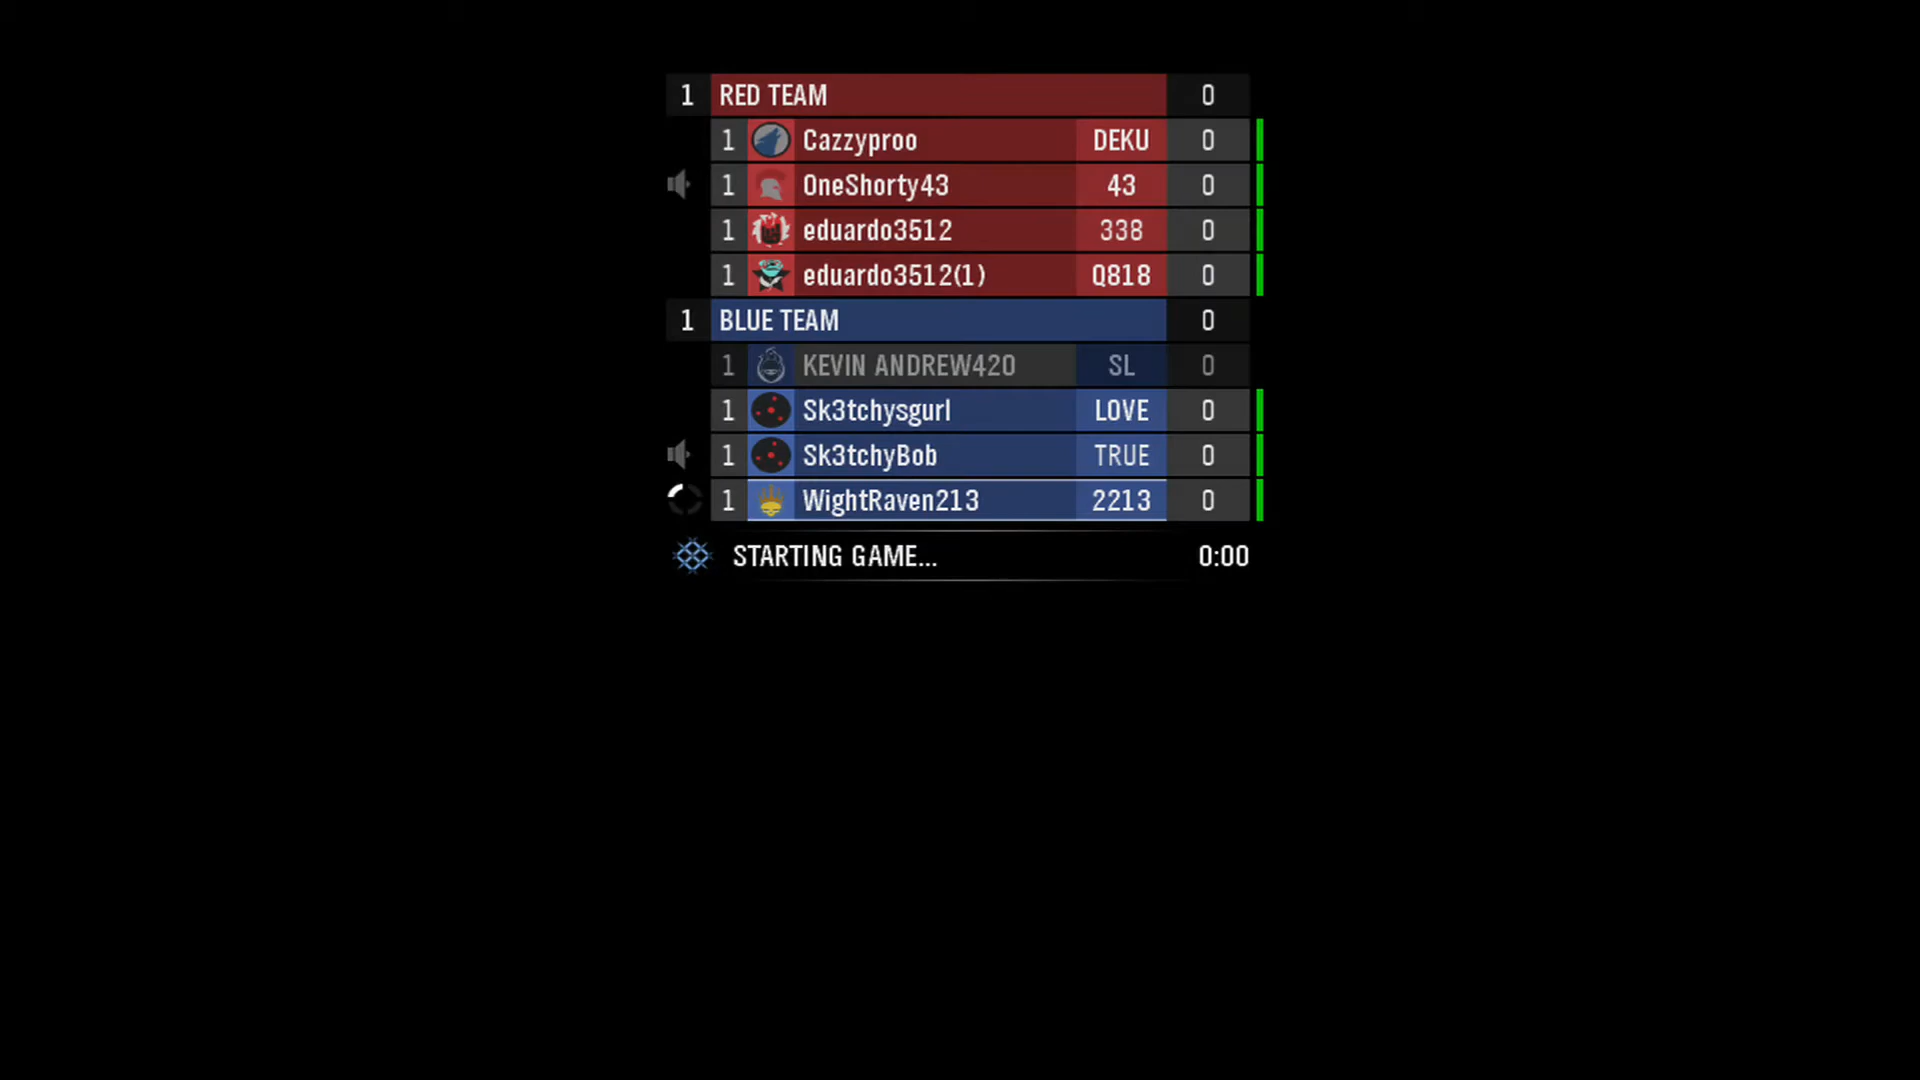 1 RED TEAM 0
1 Cazzyproo DEKU 0
1 OneShorty43 43 0
1 eduardo3512 338 0
1 eduardo3512(1) Q818 0
1 BLUE TEAM 0
1 KEVIN ANDREW420 SL 0
1 Sk3tchysgurl LOVE 0
1 Sk3tchyBob TRUE 0
1 WightRaven213 2213 0
STARTING GAME... 0:00